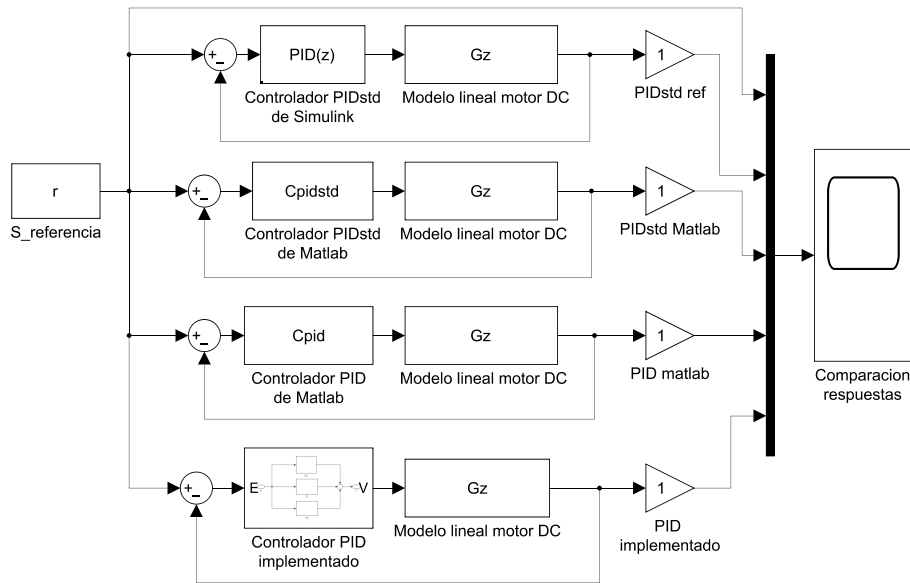 +
−
PID(z)
Controlador PIDstd
de Simulink
Gz
Modelo lineal motor DC
1
PIDstd ref
r
S_referencia
+
−
Cpidstd
Controlador PIDstd
de Matlab
Gz
Modelo lineal motor DC
1
PIDstd Matlab
+
−
Cpid
Controlador PID
de Matlab
Gz
Modelo lineal motor DC
1
PID matlab
Comparacion
respuestas
+
−
E
V
Controlador PID
implementado
Gz
Modelo lineal motor DC
1
PID
implementado